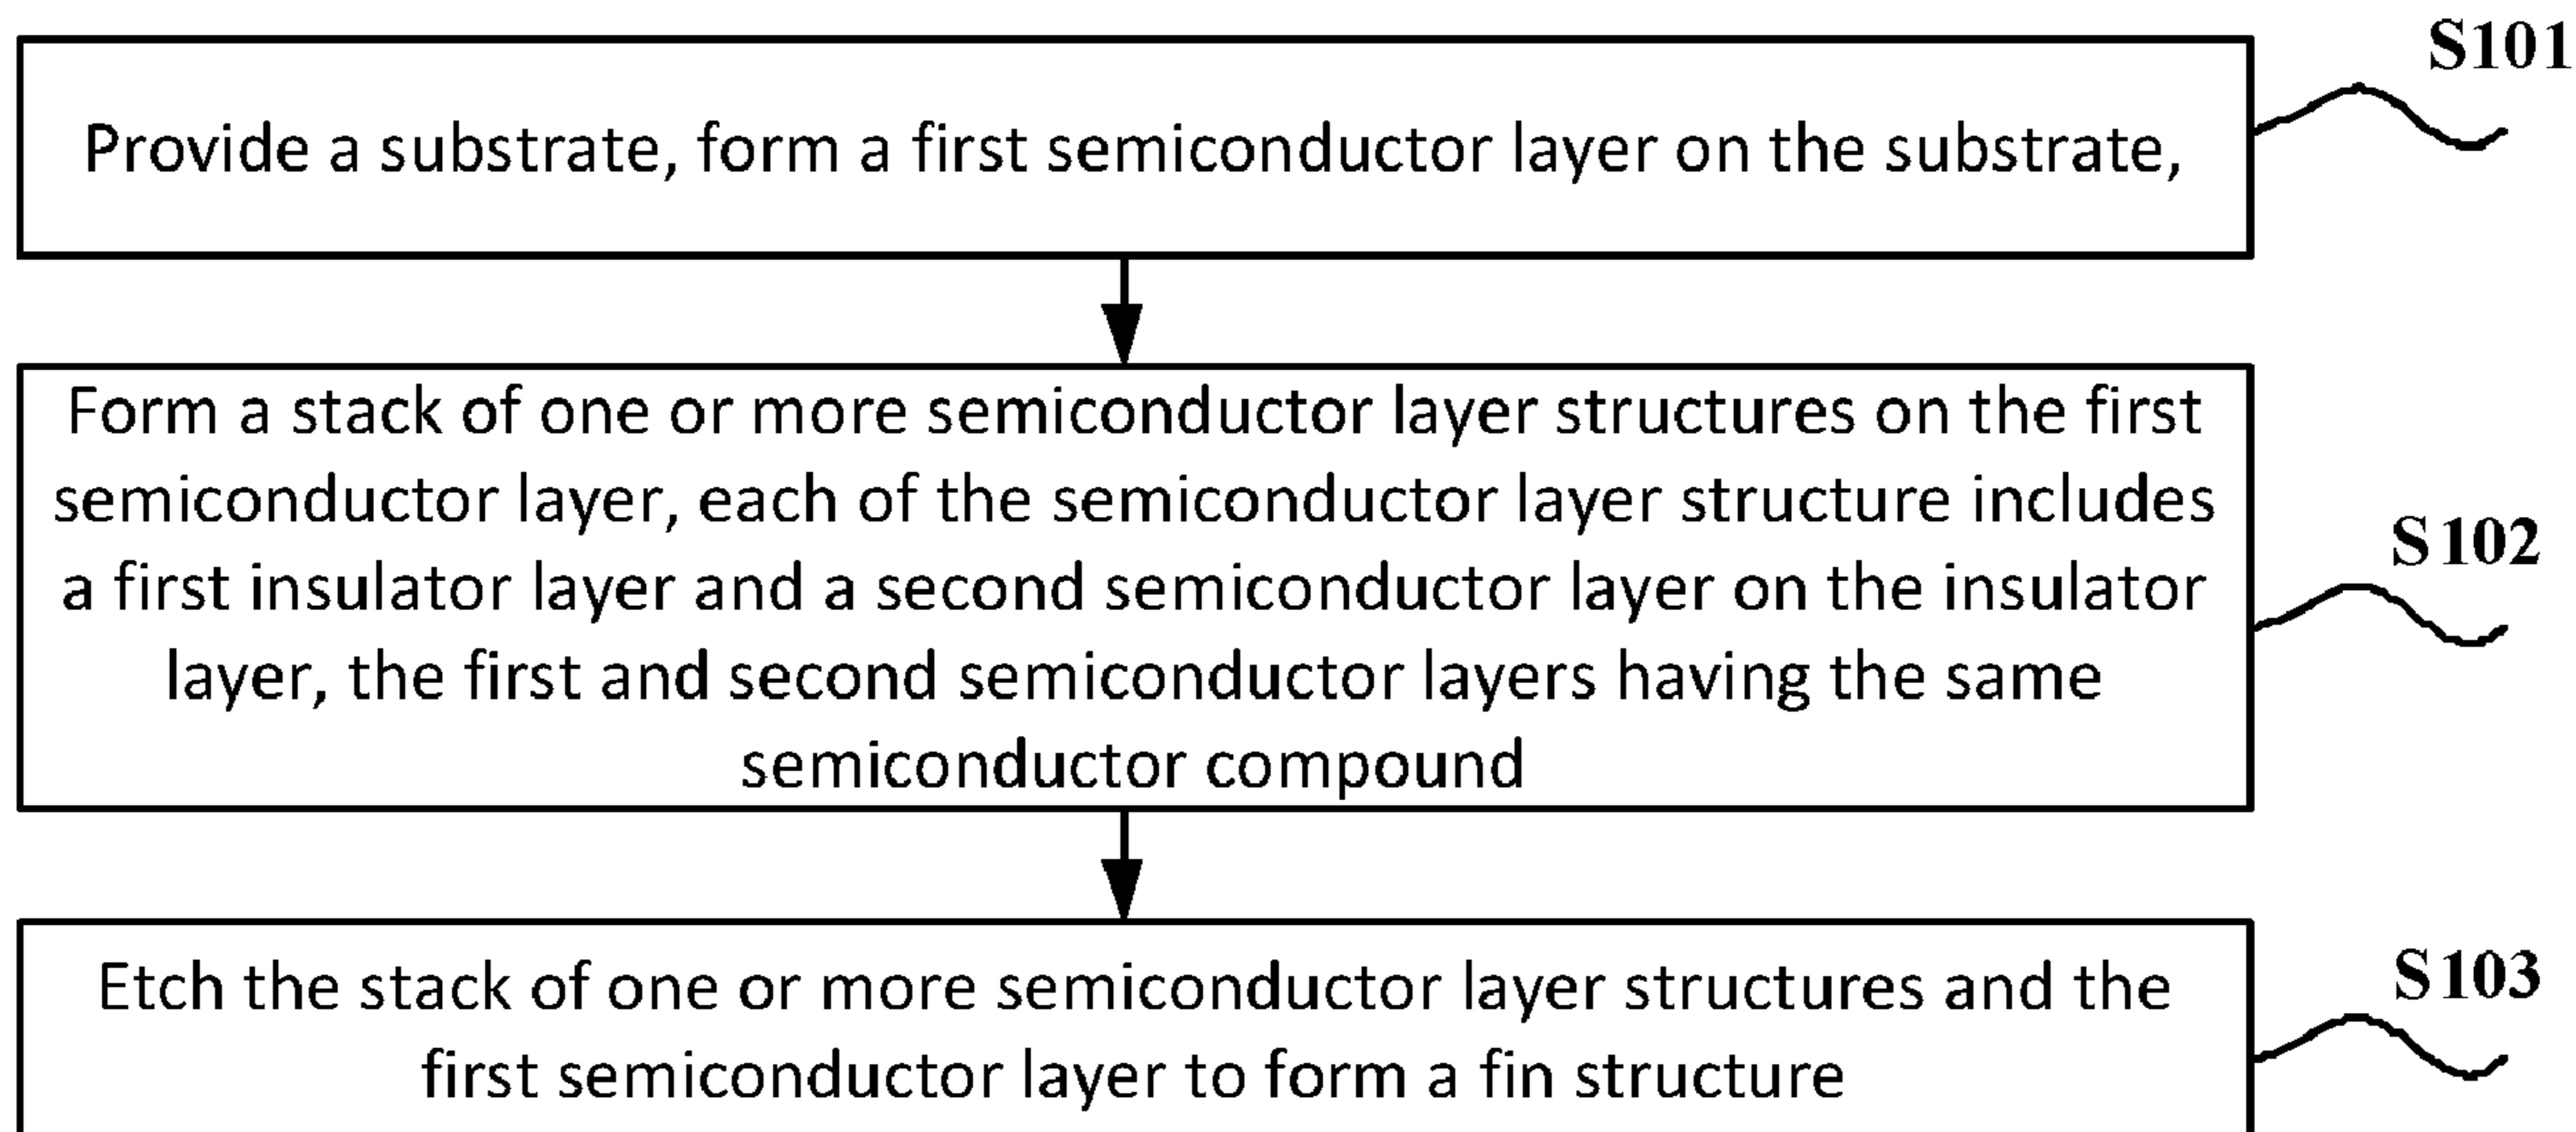 S101
Provide a substrate, form a first semiconductor layer on the substrate,
Form a stack of one or more semiconductor layer structures on the first
semiconductor layer, each of the semiconductor layer structure includes
a first insulator layer and a second semiconductor layer on the insulator
layer, the first and second semiconductor layers having the same
semiconductor compound
S102
Etch the stack of one or more semiconductor layer structures and the
first semiconductor layer to form a fin structure
S103